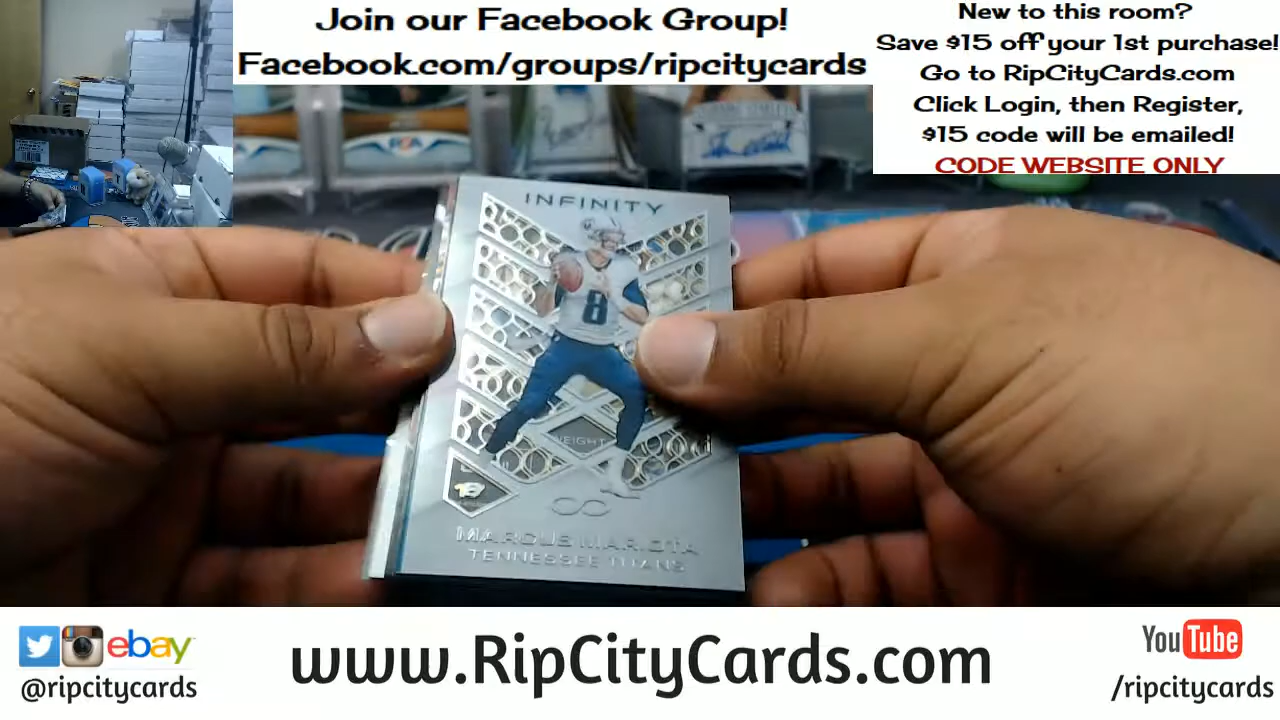 Join our Facebook Group!
Facebook.com/groups/ripcitycards
New to this room?
Save $15 off your 1st purchase!
Go to RipCityCards.com
Click Login, then Register,
$15 code will be emailed!
CODE WEBSITE ONLY
PSA
INFINITY
8
MARCUS MARIOTA
TENNESSEE TITANS
ebay
@ripcitycards
www.RipCityCards.com
YouTube
/ripcitycards